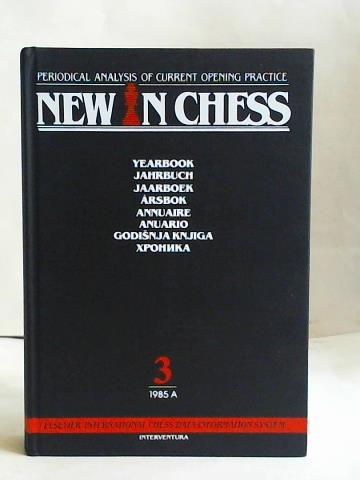 PERIODICAL ANALYSIS OF CURRENT OPENING PRACTICE
NEW IN CHESS
YEARBOOK
JAHRBUCH
JAARBOEK
ÅRSBOK
ANNUAIRE
ANUARIO
GODIŠNJA KNJIGA
ХРОНИКА
3
1985 A
ELSEVIER INTERNATIONAL CHESS DATA INFORMATION SYSTEM
INTERVENTURA